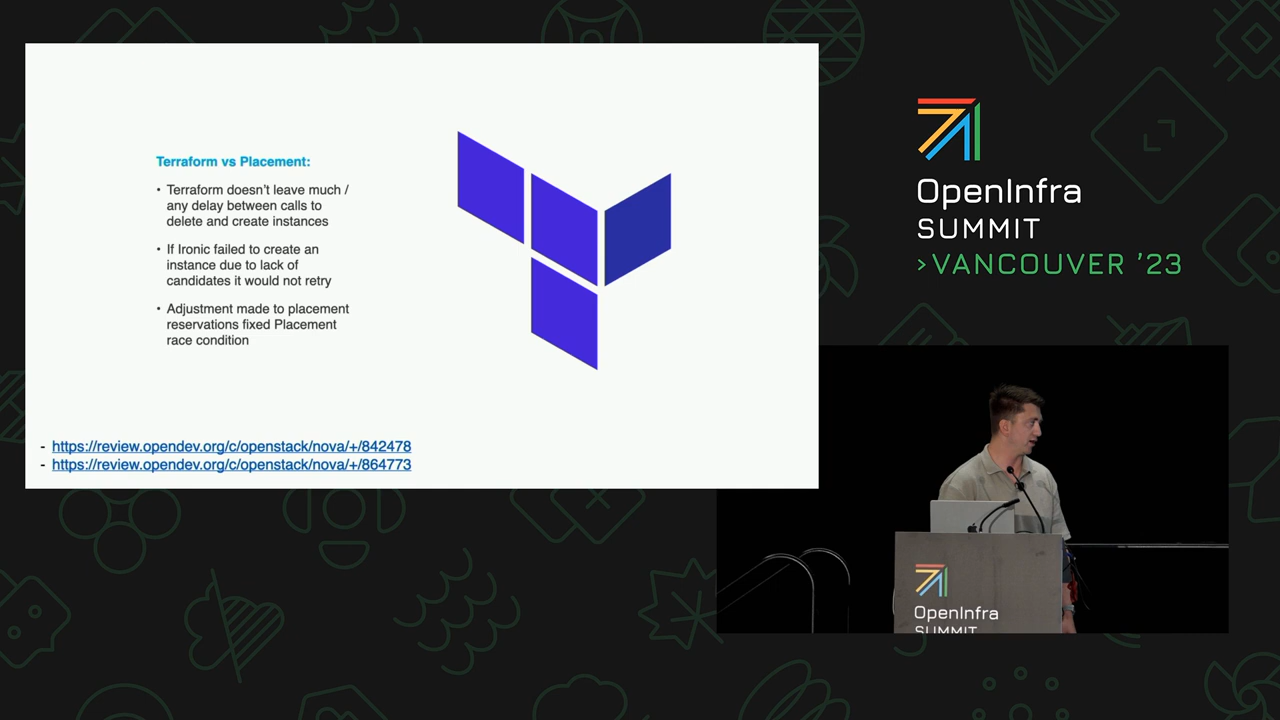 Terraform vs Placement:
• Terraform doesn’t leave much /
any delay between calls to
delete and create instances
• If Ironic failed to create an
instance due to lack of
candidates it would not retry
• Adjustment made to placement
reservations fixed Placement
race condition
- https://review.opendev.org/c/openstack/nova/+/842478
- https://review.opendev.org/c/openstack/nova/+/864773
OpenInfra
SUMMIT
>VANCOUVER ’23
OpenInfra
SUMMIT